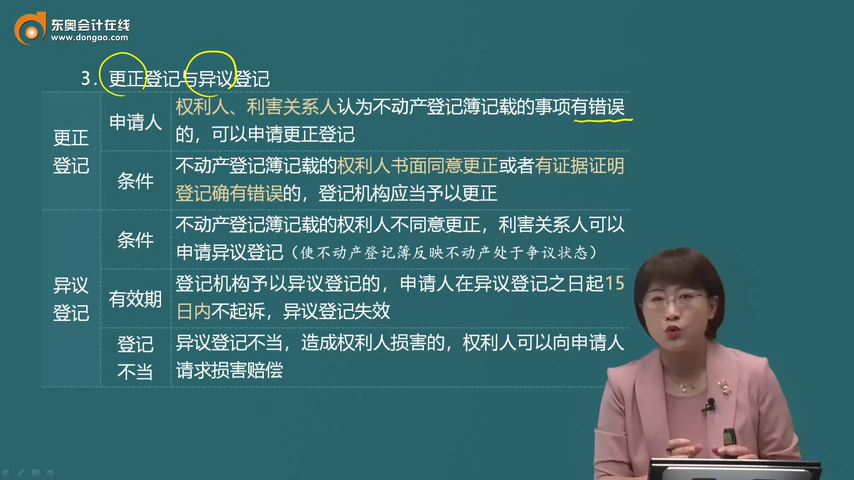 东奥会计在线
www.dongao.com
3.更正登记与异议登记
更正
登记
申请人
权利人、利害关系人认为不动产登记簿记载的事项有错误
的，可以申请更正登记
条件
不动产登记簿记载的权利人书面同意更正或者有证据证明
登记确有错误的，登记机构应当予以更正
异议
登记
条件
不动产登记簿记载的权利人不同意更正，利害关系人可以
申请异议登记（使不动产登记簿反映不动产处于争议状态）
有效期
登记机构予以异议登记的，申请人在异议登记之日起15
日内不起诉，异议登记失效
登记
不当
异议登记不当，造成权利人损害的，权利人可以向申请人
请求损害赔偿